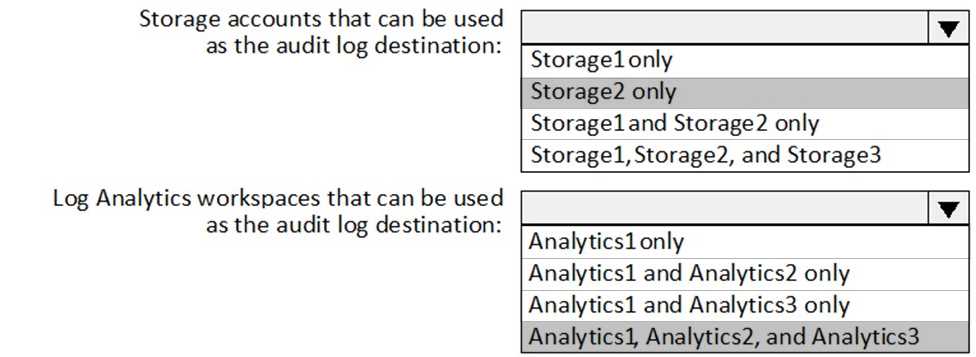 Storage accounts that can be used
as the audit log destination:
Storage1 only
Storage2 only
Storage1 and Storage2 only
Storage1, Storage2, and Storage3
Log Analytics workspaces that can be used
as the audit log destination:
Analytics1 only
Analytics1 and Analytics2 only
Analytics1 and Analytics3 only
Analytics1, Analytics2, and Analytics3